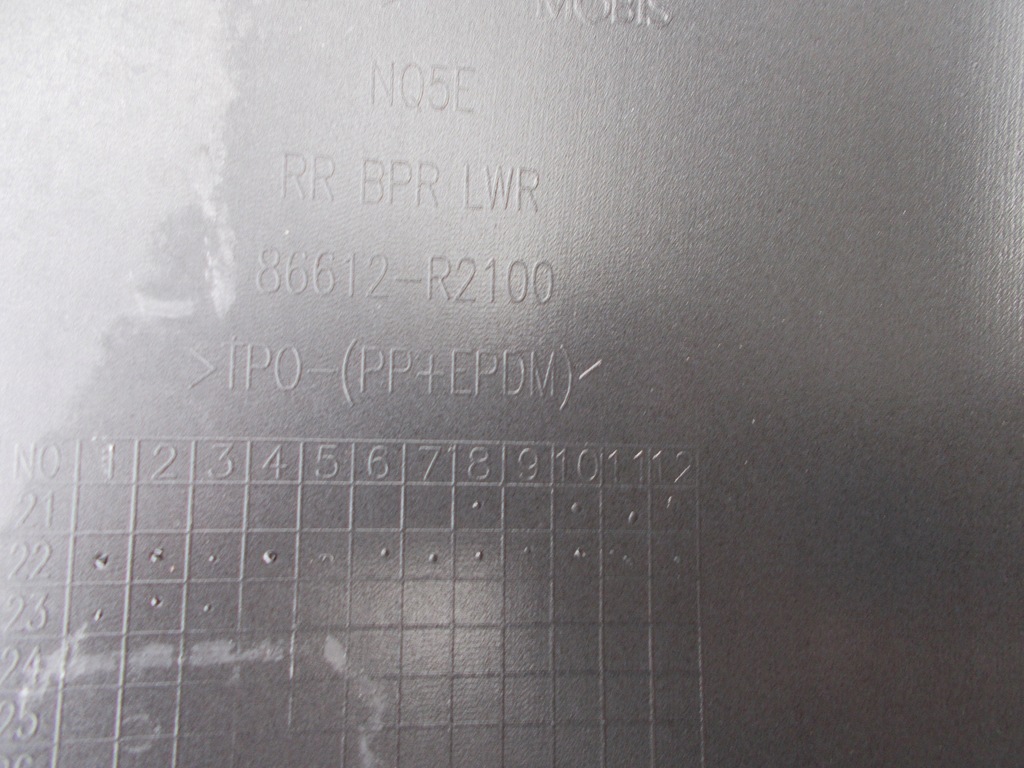 MOBIS
NQ5E
RR BPR LWR
86612-R2100
>TPO-(PP+EPDM)<
NO 1 2 3 4 5 6 7 8 9 10 11 12
21
22
23
24
25
26